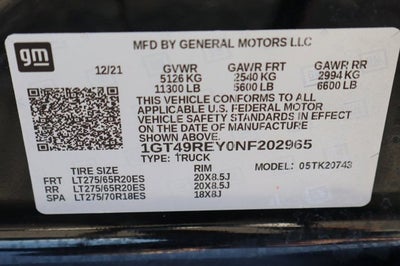 gm
MFD BY GENERAL MOTORS LLC
12/21 GVWR GAWR FRT GAWR RR
5126 KG 2540 KG 2994 KG
11300 LB 5600 LB 6600 LB
THIS VEHICLE CONFORMS TO ALL
APPLICABLE U.S. FEDERAL MOTOR
VEHICLE SAFETY STANDARDS IN EFFECT
ON THE DATE OF MANUFACTURE
SHOWN ABOVE.
1GT49REY0NF202965
TYPE: TRUCK MODEL: 05TK20743
TIRE SIZE RIM
FRT LT275/65R20ES 20X8.5J
RR LT275/65R20ES 20X8.5J
SPA LT275/70R18ES 18X8J